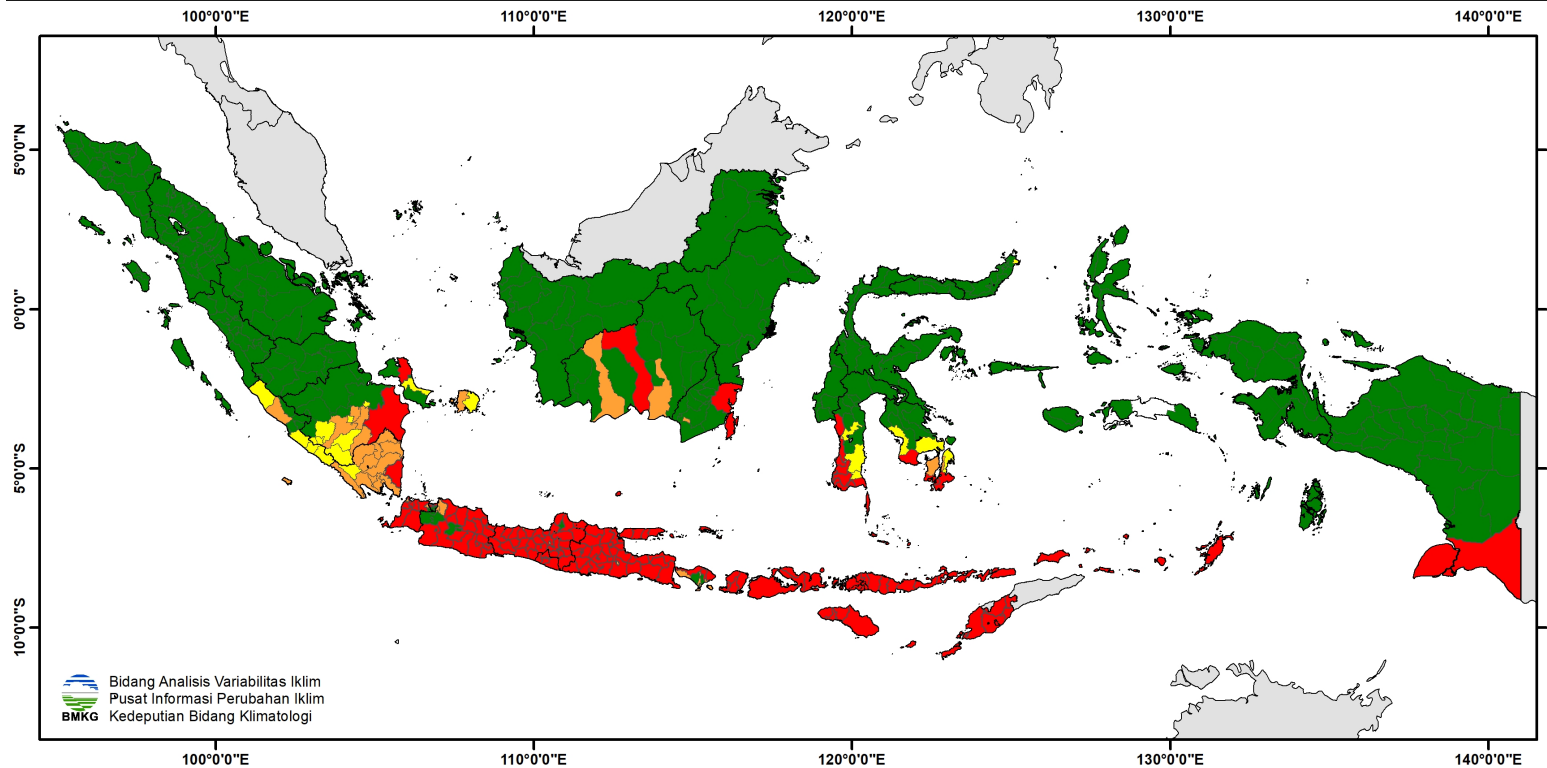 100°0'0"E 110°0'0"E 120°0'0"E 130°0'0"E 140°0'0"E
5°0'0"N
0°0'0"
5°0'0"S
10°0'0"S
Bidang Analisis Variabilitas Iklim
Pusat Informasi Perubahan Iklim
BMKG Kedeputian Bidang Klimatologi
100°0'0"E 110°0'0"E 120°0'0"E 130°0'0"E 140°0'0"E